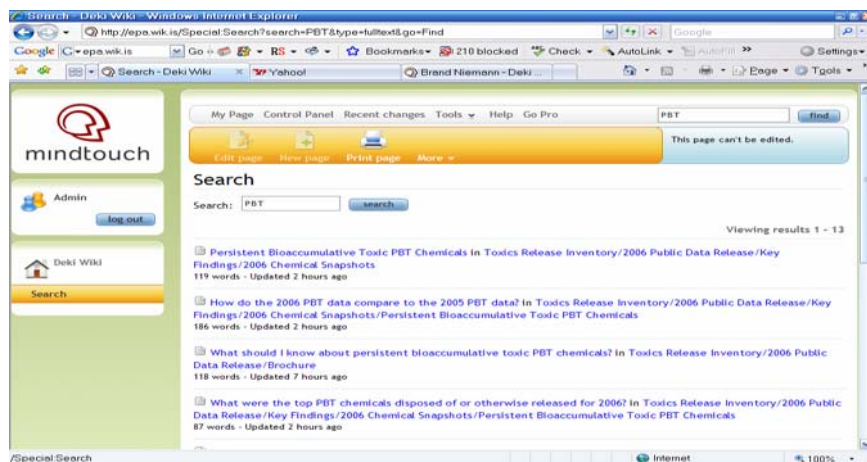 Search - Deki Wiki - Windows Internet Explorer
http://epa.wik.is/Special:Search?search=PBT&type=fulltext&go=Find
Google
Google G epa.wik.is Go RS Bookmarks 210 blocked Check AutoLink AutoFill » Settings
Search - Deki Wiki × Yahoo! Brand Niemann - Deki ... Page Tools »
My Page Control Panel Recent changes Tools Help Go Pro PBT find
mindtouch
Edit page New page Print page More
This page can't be edited.
Search
Admin
log out
Search: PBT search
Viewing results 1 - 13
Deki Wiki
Search
Persistent Bioaccumulative Toxic PBT Chemicals in Toxics Release Inventory/2006 Public Data Release/Key
Findings/2006 Chemical Snapshots
119 words - Updated 2 hours ago
How do the 2006 PBT data compare to the 2005 PBT data? in Toxics Release Inventory/2006 Public Data Release/Key
Findings/2006 Chemical Snapshots/Persistent Bioaccumulative Toxic PBT Chemicals
186 words - Updated 2 hours ago
What should I know about persistent bioaccumulative toxic PBT chemicals? in Toxics Release Inventory/2006 Public
Data Release/Brochure
118 words - Updated 7 hours ago
What were the top PBT chemicals disposed of or otherwise released for 2006? in Toxics Release Inventory/2006 Public
Data Release/Key Findings/2006 Chemical Snapshots/Persistent Bioaccumulative Toxic PBT Chemicals
87 words - Updated 2 hours ago
/Special:Search Internet 100%